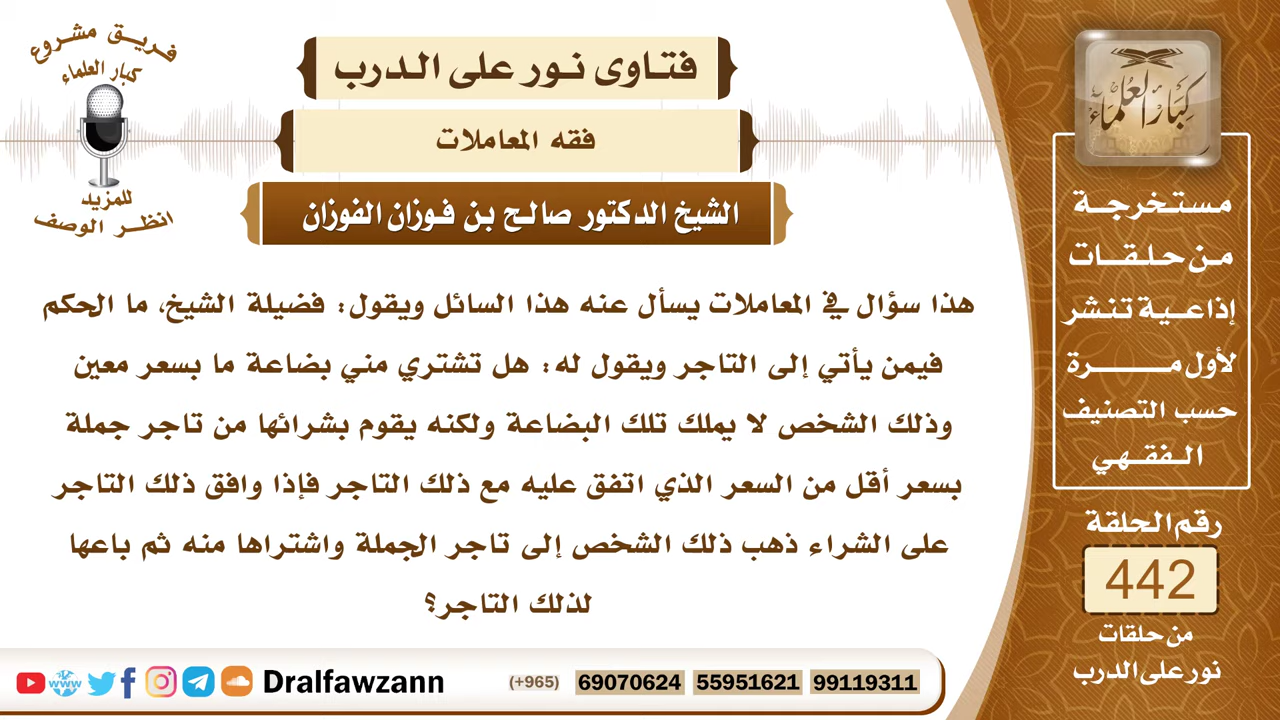 فريق مشروع
كبار العلماء
للمزيد
انظر الوصف
فتاوى نور على الدرب
فقه المعاملات
الشيخ الدكتور صالح بن فوزان الفوزان
هذا سؤال في المعاملات يسأل عنه هذا السائل ويقول: فضيلة الشيخ، ما الحكم
فيمن يأتي إلى التاجر ويقول له: هل تشتري مني بضاعة ما بسعر معين
وذلك الشخص لا يملك تلك البضاعة ولكنه يقوم بشرائها من تاجر جملة
بسعر أقل من السعر الذي اتفق عليه مع ذلك التاجر فإذا وافق ذلك التاجر
على الشراء ذهب ذلك الشخص إلى تاجر الجملة واشتراها منه ثم باعها
لذلك التاجر؟
كبار العلماء
مستخرجة
من حلقات
إذاعية تنشر
لأول مرة
حسب التصنيف
الفقهي
رقم الحلقة
442
من حلقات
نور على الدرب
Dralfawzann (+965) 69070624 55951621 99119311